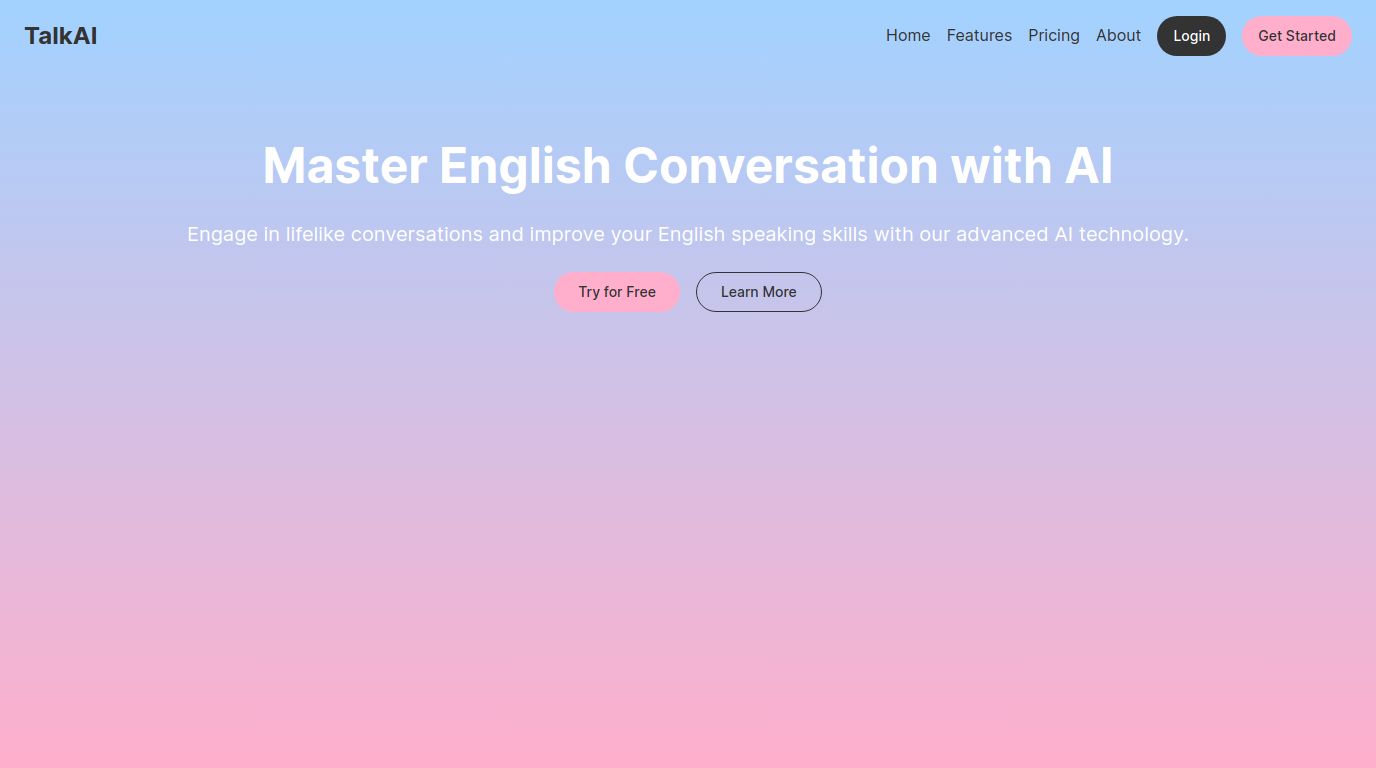 TalkAI
Home Features Pricing About Login Get Started
Master English Conversation with AI
Engage in lifelike conversations and improve your English speaking skills with our advanced AI technology.
Try for Free Learn More